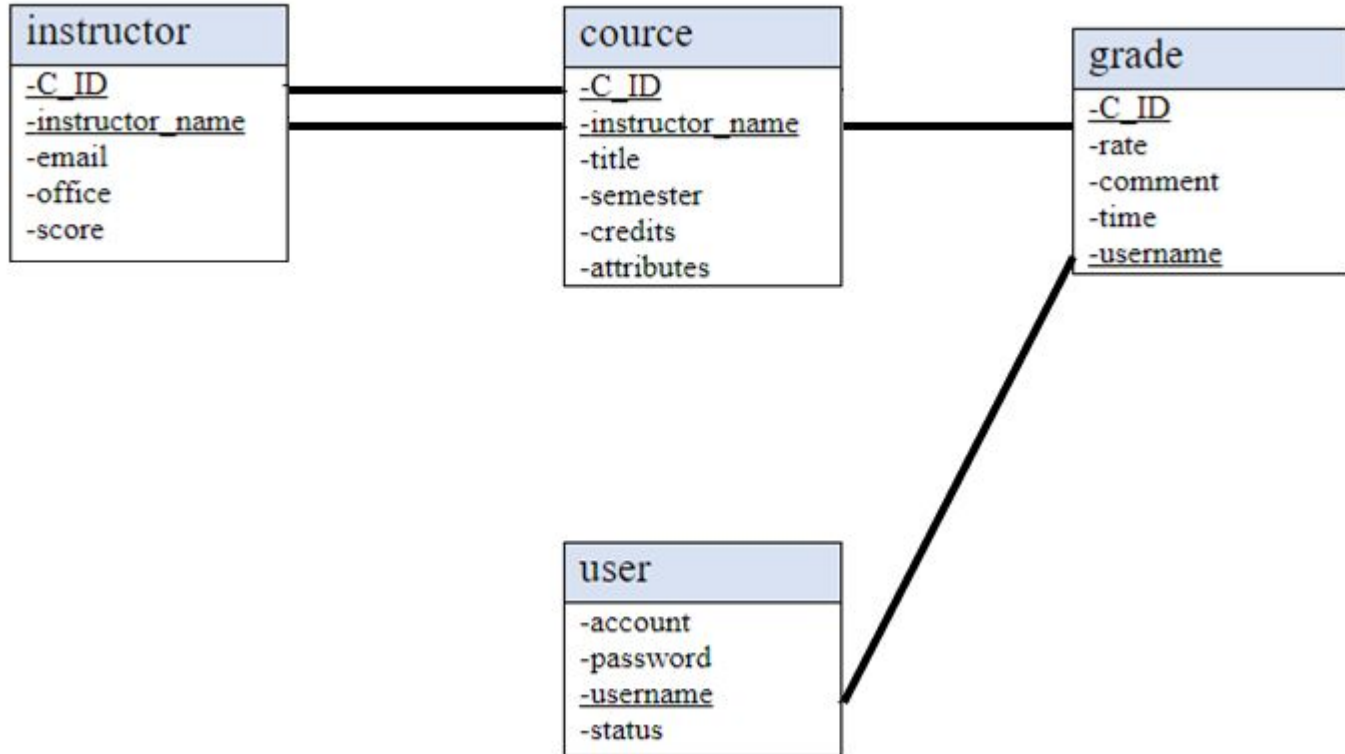 instructor
-C_ID
-instructor_name
-email
-office
-score
cource
-C_ID
-instructor_name
-title
-semester
-credits
-attributes
grade
-C_ID
-rate
-comment
-time
-username
user
-account
-password
-username
-status